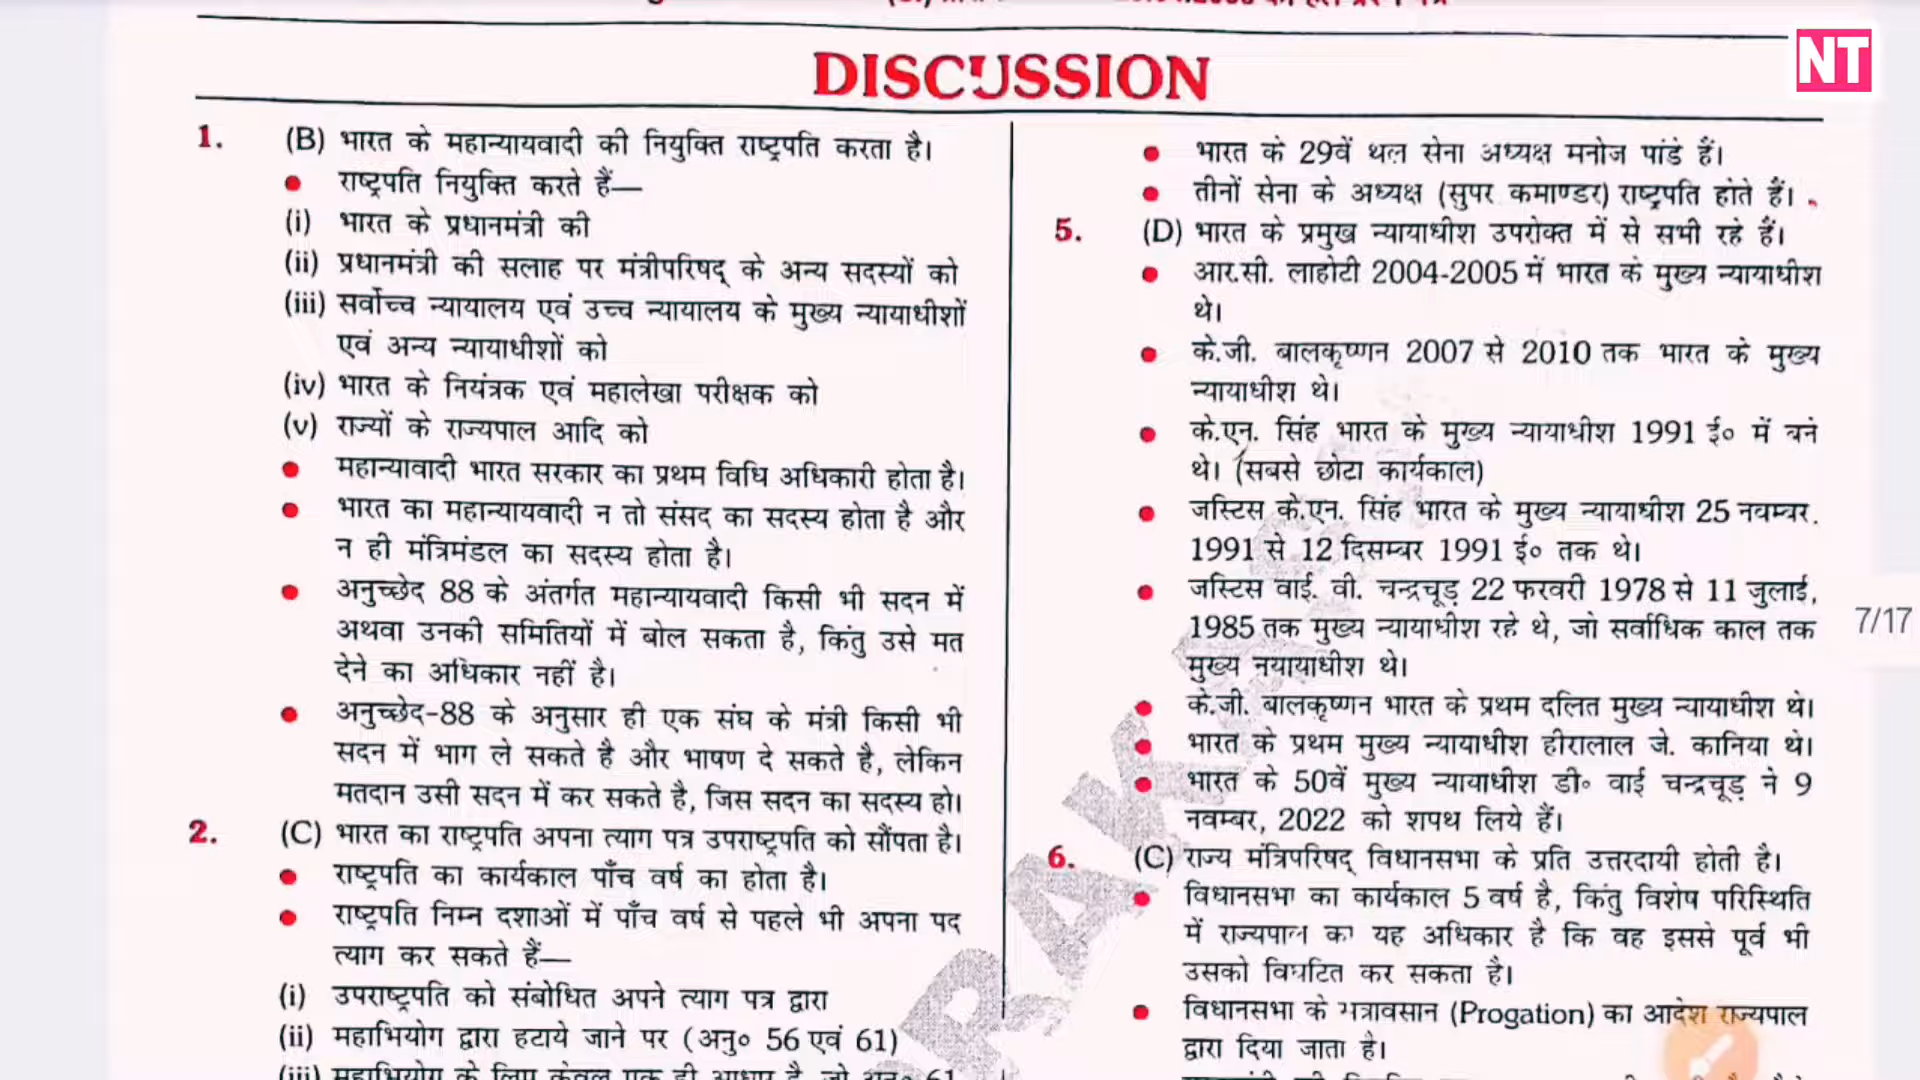 DISCUSSION
NT
1. (B) भारत के महान्यायवादी की नियुक्ति राष्ट्रपति करता है।
● राष्ट्रपति नियुक्ति करते हैं—
(i) भारत के प्रधानमंत्री की
(ii) प्रधानमंत्री की सलाह पर मंत्रीपरिषद् के अन्य सदस्यों को
(iii) सर्वोच्च न्यायालय एवं उच्च न्यायालय के मुख्य न्यायाधीशों
एवं अन्य न्यायाधीशों को
(iv) भारत के नियंत्रक एवं महालेखा परीक्षक को
(v) राज्यों के राज्यपाल आदि को
● महान्यावादी भारत सरकार का प्रथम विधि अधिकारी होता है।
● भारत का महान्यायवादी न तो संसद का सदस्य होता है और
न ही मंत्रिमंडल का सदस्य होता है।
● अनुच्छेद 88 के अंतर्गत महान्यायवादी किसी भी सदन में
अथवा उनकी समितियों में बोल सकता है, किंतु उसे मत
देने का अधिकार नहीं है।
● अनुच्छेद-88 के अनुसार ही एक संघ के मंत्री किसी भी
सदन में भाग ले सकते है और भाषण दे सकते है, लेकिन
मतदान उसी सदन में कर सकते है, जिस सदन का सदस्य हो।
2. (C) भारत का राष्ट्रपति अपना त्याग पत्र उपराष्ट्रपति को सौंपता है।
● राष्ट्रपति का कार्यकाल पाँच वर्ष का होता है।
● राष्ट्रपति निम्न दशाओं में पाँच वर्ष से पहले भी अपना पद
त्याग कर सकते हैं—
(i) उपराष्ट्रपति को संबोधित अपने त्याग पत्र द्वारा
(ii) महाभियोग द्वारा हटाये जाने पर (अनु० 56 एवं 61)
(iii) महाभियोग के लिए केवल एक ही आधार है, जो अनु० 61
● भारत के 29वें थल सेना अध्यक्ष मनोज पांडे हैं।
● तीनों सेना के अध्यक्ष (सुपर कमाण्डर) राष्ट्रपति होते हैं।
5. (D) भारत के प्रमुख न्यायाधीश उपरोक्त में से सभी रहे हैं।
● आर.सी. लाहोटी 2004-2005 में भारत के मुख्य न्यायाधीश
थे।
● के.जी. बालकृष्णन 2007 से 2010 तक भारत के मुख्य
न्यायाधीश थे।
● के.एन. सिंह भारत के मुख्य न्यायाधीश 1991 ई० में बने
थे। (सबसे छोटा कार्यकाल)
● जस्टिस के.एन. सिंह भारत के मुख्य न्यायाधीश 25 नवम्बर,
1991 से 12 दिसम्बर 1991 ई० तक थे।
● जस्टिस वाई. वी. चन्द्रचूड़ 22 फरवरी 1978 से 11 जुलाई,
1985 तक मुख्य न्यायाधीश रहे थे, जो सर्वाधिक काल तक
मुख्य नयायाधीश थे।
● के.जी. बालकृष्णन भारत के प्रथम दलित मुख्य न्यायाधीश थे।
● भारत के प्रथम मुख्य न्यायाधीश हीरालाल जे. कानिया थे।
● भारत के 50वें मुख्य न्यायाधीश डी० वाई चन्द्रचूड़ ने 9
नवम्बर, 2022 को शपथ लिये हैं।
6. (C) राज्य मंत्रिपरिषद् विधानसभा के प्रति उत्तरदायी होती है।
● विधानसभा का कार्यकाल 5 वर्ष है, किंतु विशेष परिस्थिति
में राज्यपाल का यह अधिकार है कि वह इससे पूर्व भी
उसको विघटित कर सकता है।
● विधानसभा के सत्रावसान (Progation) का आदेश राज्यपाल
द्वारा दिया जाता है।
7/17